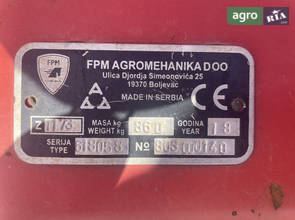 agro RIA.com
FPM
FPM AGROMEHANIKA DOO
Ulica Djordja Simeonovića 25
19370 Boljevac
MADE IN SERBIA
CE
MASA kg
WEIGHT kg
860
GODINA
YEAR
18
SERIJA
TYPE
618058
№